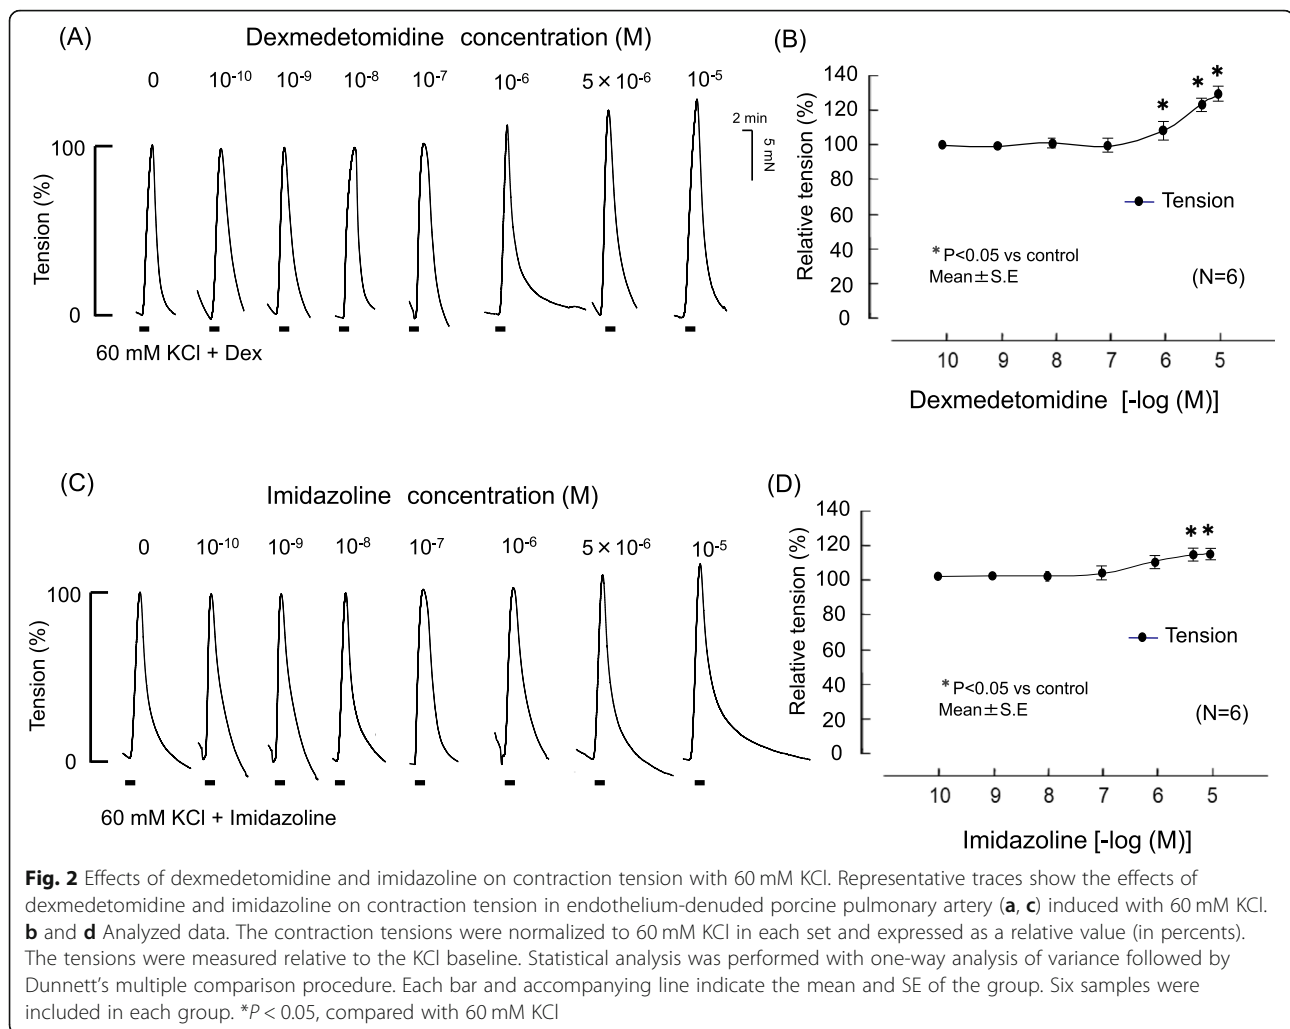 (A)
Dexmedetomidine concentration (M)
0 10⁻¹⁰ 10⁻⁹ 10⁻⁸ 10⁻⁷ 10⁻⁶ 5×10⁻⁶ 10⁻⁵
2 min
5 mN
100
0
Tension (%)
60 mM KCl + Dex
(B)
Relative tension (%)
140
120
100
80
60
40
20
0
* * *
Tension
* P<0.05 vs control
Mean±S.E
(N=6)
10 9 8 7 6 5
Dexmedetomidine [-log (M)]
(C)
Imidazoline concentration (M)
0 10⁻¹⁰ 10⁻⁹ 10⁻⁸ 10⁻⁷ 10⁻⁶ 5×10⁻⁶ 10⁻⁵
100
0
Tension (%)
60 mM KCl + Imidazoline
(D)
Relative tension (%)
140
120
100
80
60
40
20
0
* *
Tension
* P<0.05 vs control
Mean±S.E
(N=6)
10 9 8 7 6 5
Imidazoline [-log (M)]
Fig. 2 Effects of dexmedetomidine and imidazoline on contraction tension with 60 mM KCl. Representative traces show the effects of
dexmedetomidine and imidazoline on contraction tension in endothelium-denuded porcine pulmonary artery (a, c) induced with 60 mM KCl.
b and d Analyzed data. The contraction tensions were normalized to 60 mM KCl in each set and expressed as a relative value (in percents).
The tensions were measured relative to the KCl baseline. Statistical analysis was performed with one-way analysis of variance followed by
Dunnett's multiple comparison procedure. Each bar and accompanying line indicate the mean and SE of the group. Six samples were
included in each group. *P < 0.05, compared with 60 mM KCl